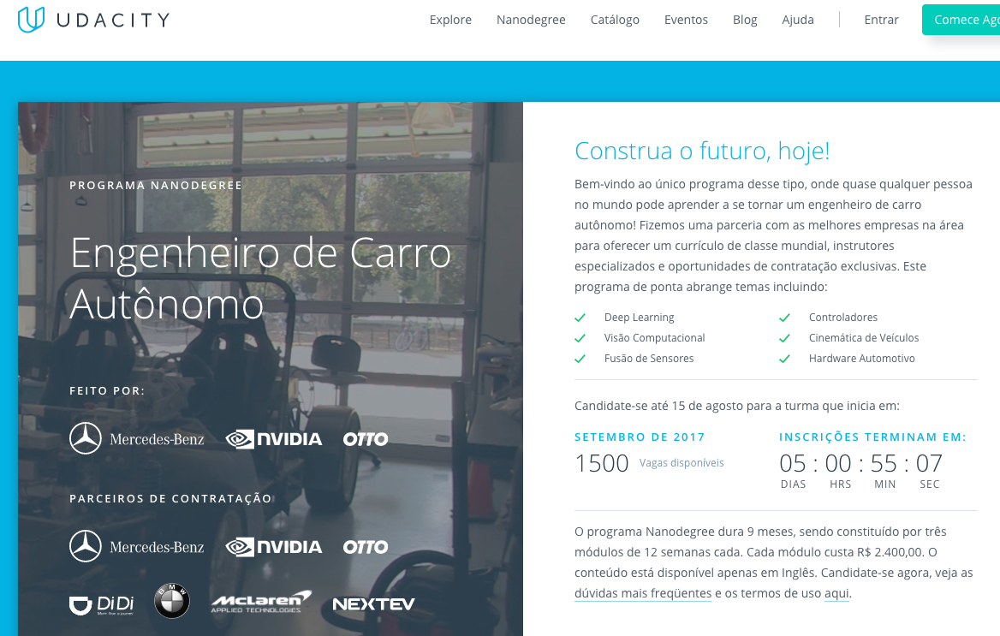 UDACITY
Explore
Nanodegree
Catálogo
Eventos
Blog
Ajuda
Entrar
Comece Ago
PROGRAMA NANODEGREE
Engenheiro de Carro
Autônomo
FEITO POR:
Mercedes-Benz
NVIDIA
OTTO
PARCEIROS DE CONTRATAÇÃO
Mercedes-Benz
NVIDIA
OTTO
DiDi
More than a journey
BMW
McLaren
APPLIED TECHNOLOGIES
NEXTEV
Construa o futuro, hoje!
Bem-vindo ao único programa desse tipo, onde quase qualquer pessoa
no mundo pode aprender a se tornar um engenheiro de carro
autônomo! Fizemos uma parceria com as melhores empresas na área
para oferecer um currículo de classe mundial, instrutores
especializados e oportunidades de contratação exclusivas. Este
programa de ponta abrange temas incluindo:
Deep Learning
Controladores
Visão Computacional
Cinemática de Veículos
Fusão de Sensores
Hardware Automotivo
Candidate-se até 15 de agosto para a turma que inicia em:
SETEMBRO DE 2017
1500 Vagas disponíveis
INSCRIÇÕES TERMINAM EM:
05 : 00 : 55 : 07
DIAS HRS MIN SEC
O programa Nanodegree dura 9 meses, sendo constituído por três
módulos de 12 semanas cada. Cada módulo custa R$ 2.400,00. O
conteúdo está disponível apenas em Inglês. Candidate-se agora, veja as
dúvidas mais freqüentes e os termos de uso aqui.